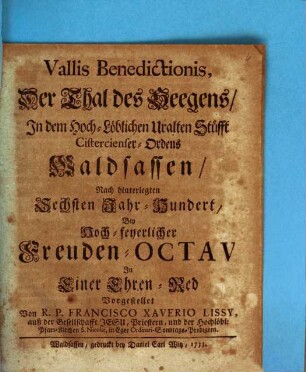 Vallis Benedictionis,
Der Thal des Seegens/
In dem Hoch-Löblichen Uralten Stüfft
Cistercienser-Ordens
Waldsassen/
Nach hinterlegten
Sechsten Jahr-Hundert/
Bey
Hoch-feyerlicher
Freuden-OCTAV
In
Einer Ehren-Red
Vorgestellet
Von R. P. FRANCISCO XAVERIO LISSY,
auß der Gesellschafft JESU, Priestern, und der Hochlöbl:
Pfarr-Kirchen S. Nicolai, in Eger Ordinari-Sonntags-Predigern.
Waldsassen, gedruckt bey Daniel Carl Witz, 1733.